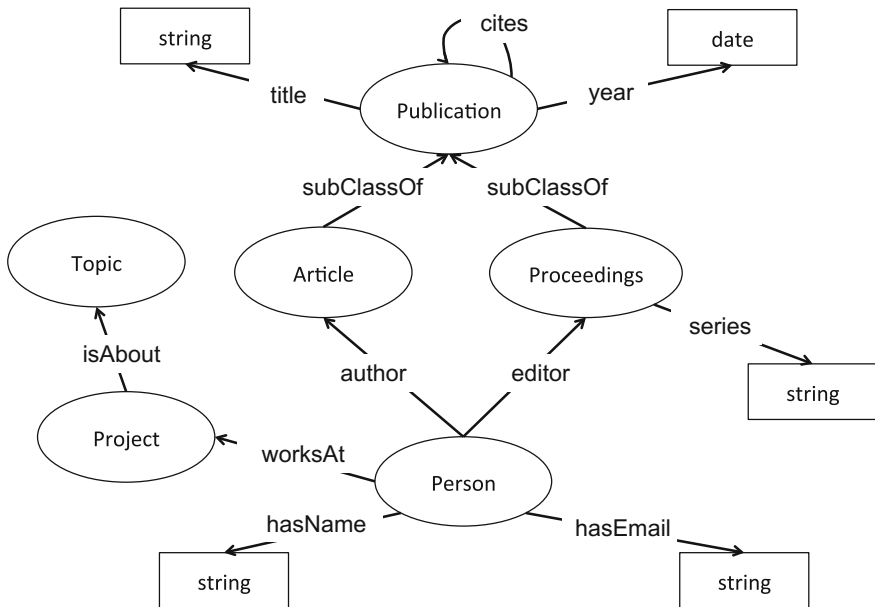 cites
string
date
title
Publication
year
subClassOf
subClassOf
Topic
Article
Proceedings
isAbout
series
author
editor
string
Project
worksAt
Person
hasName
hasEmail
string
string